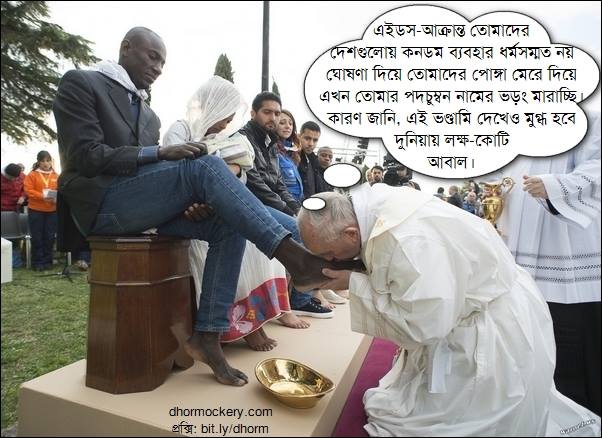 এইডস-আক্রান্ত তোমাদের
দেশগুলোয় কনডম ব্যবহার ধর্মসম্মত নয়
ঘোষণা দিয়ে তোমাদের পোঙ্গা মেরে দিয়ে
এখন তোমার পদচুম্বন নামের ভড়ং মারাচ্ছি।
কারণ জানি, এই ভণ্ডামি দেখেও মুগ্ধ হবে
দুনিয়ায় লক্ষ-কোটি
আবাল।
dhormockery.com
প্রক্সি: bit.ly/dhorm